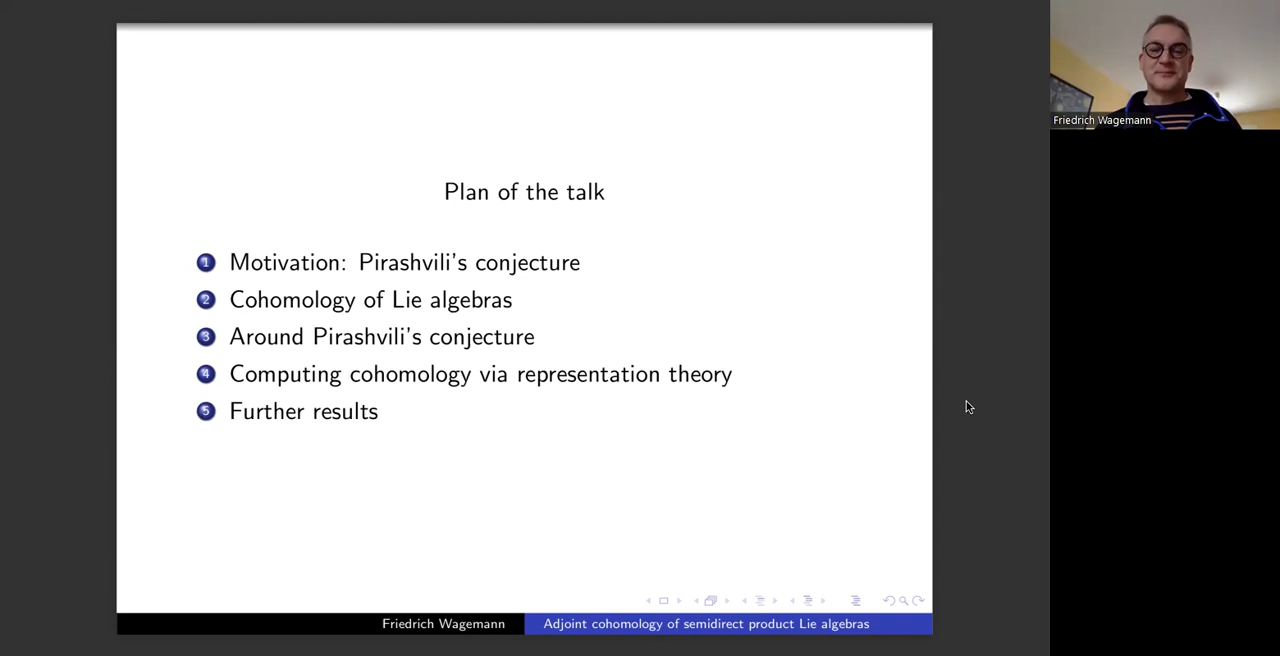 Plan of the talk
1 Motivation: Pirashvili's conjecture
2 Cohomology of Lie algebras
3 Around Pirashvili's conjecture
4 Computing cohomology via representation theory
5 Further results
Friedrich Wagemann Adjoint cohomology of semidirect product Lie algebras
Friedrich Wagemann